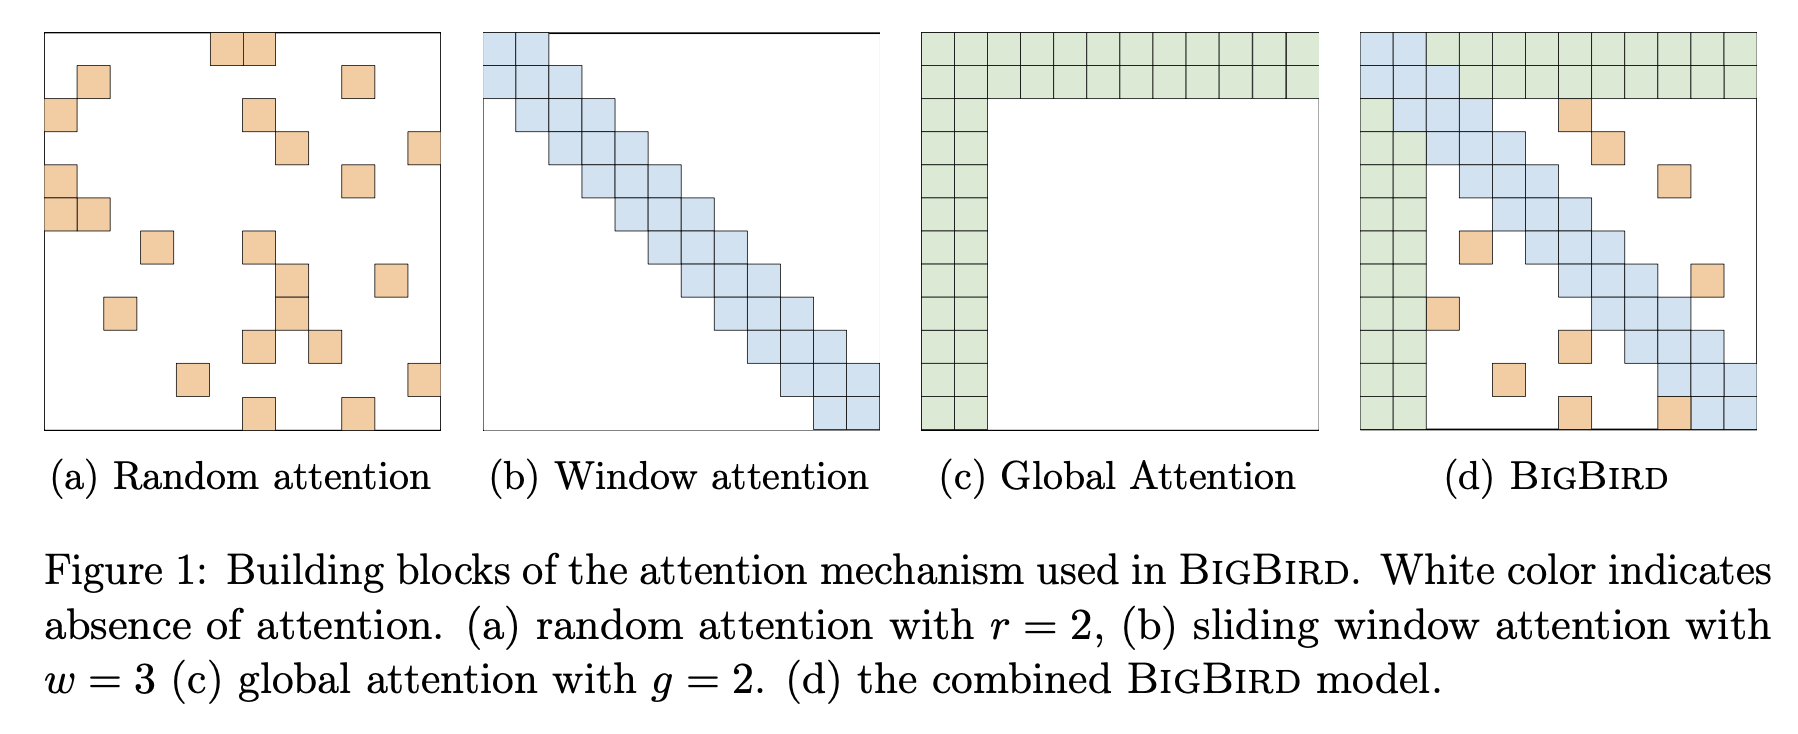 (a) Random attention
(b) Window attention
(c) Global Attention
(d) BIGBIRD
Figure 1: Building blocks of the attention mechanism used in BIGBIRD. White color indicates
absence of attention. (a) random attention with r = 2, (b) sliding window attention with
w = 3 (c) global attention with g = 2. (d) the combined BIGBIRD model.